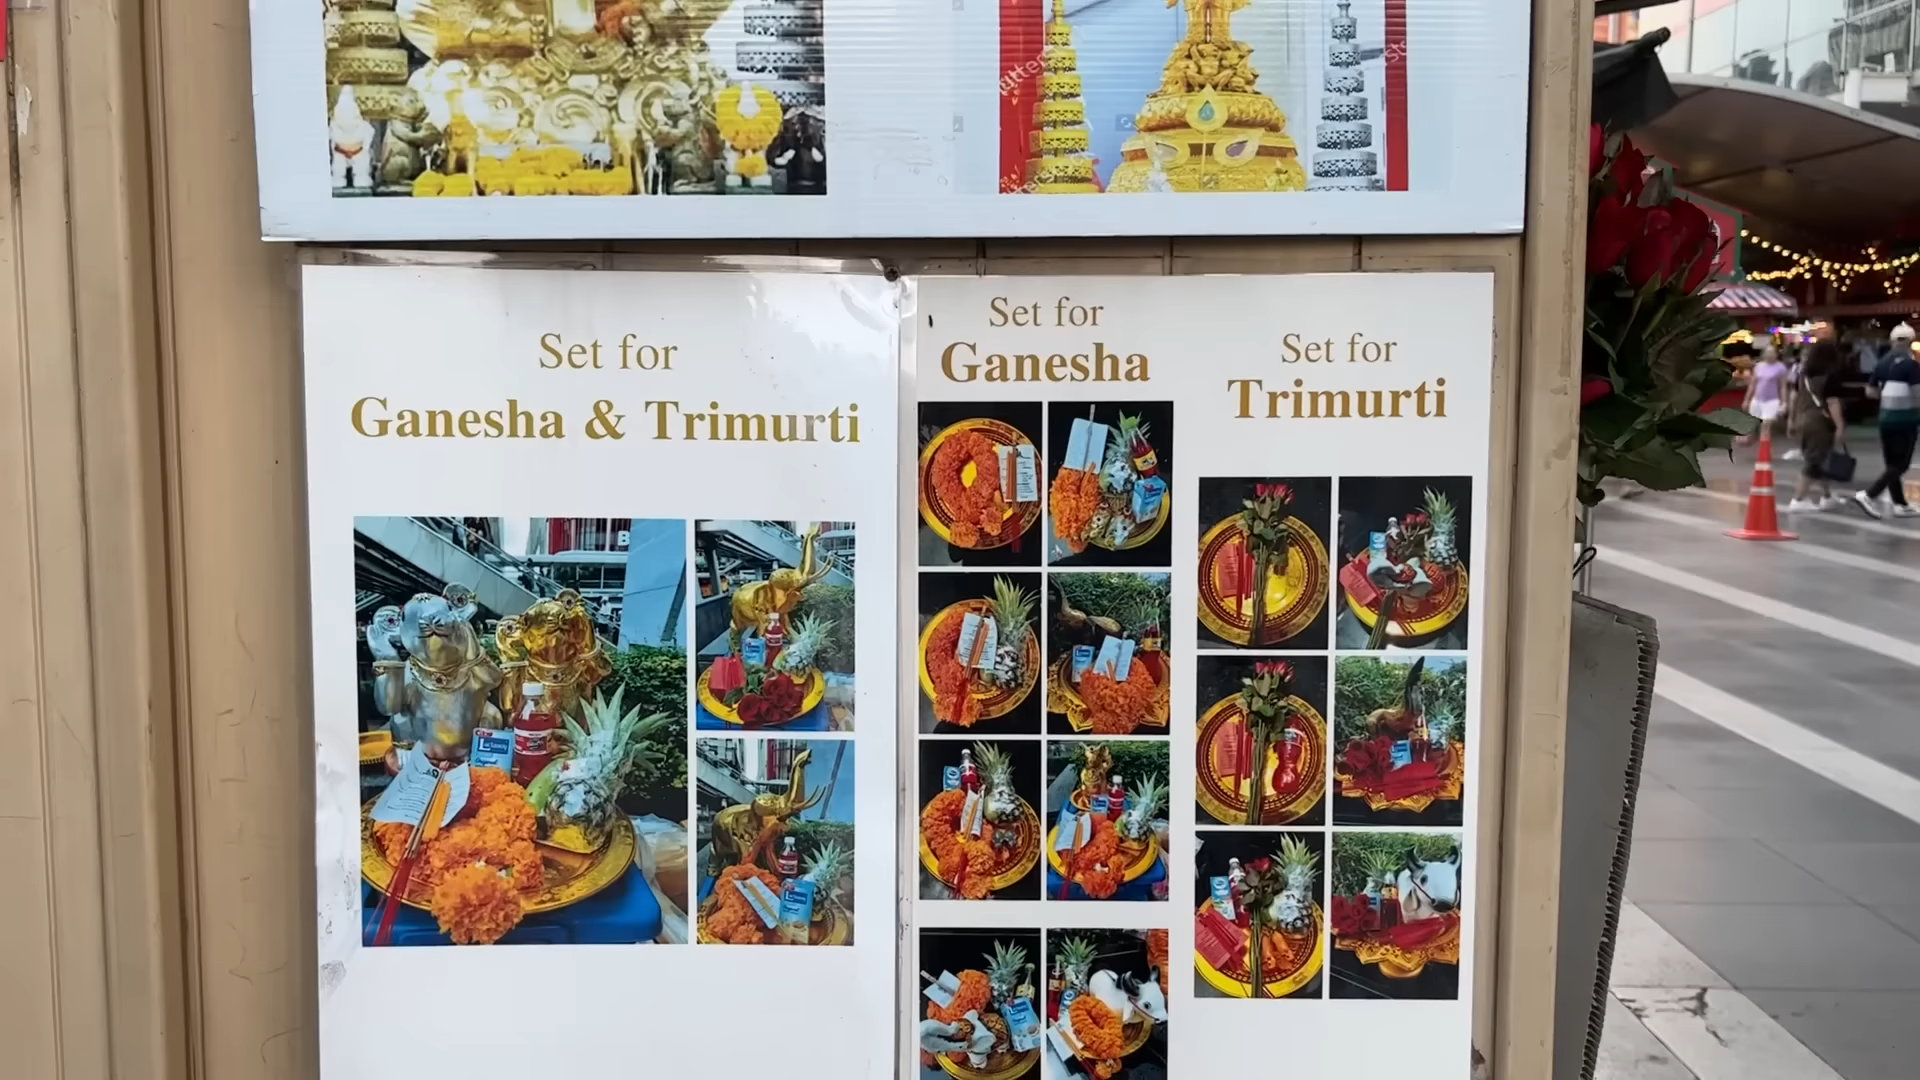 Set for
Ganesha & Trimurti
Set for
Ganesha
Set for
Trimurti